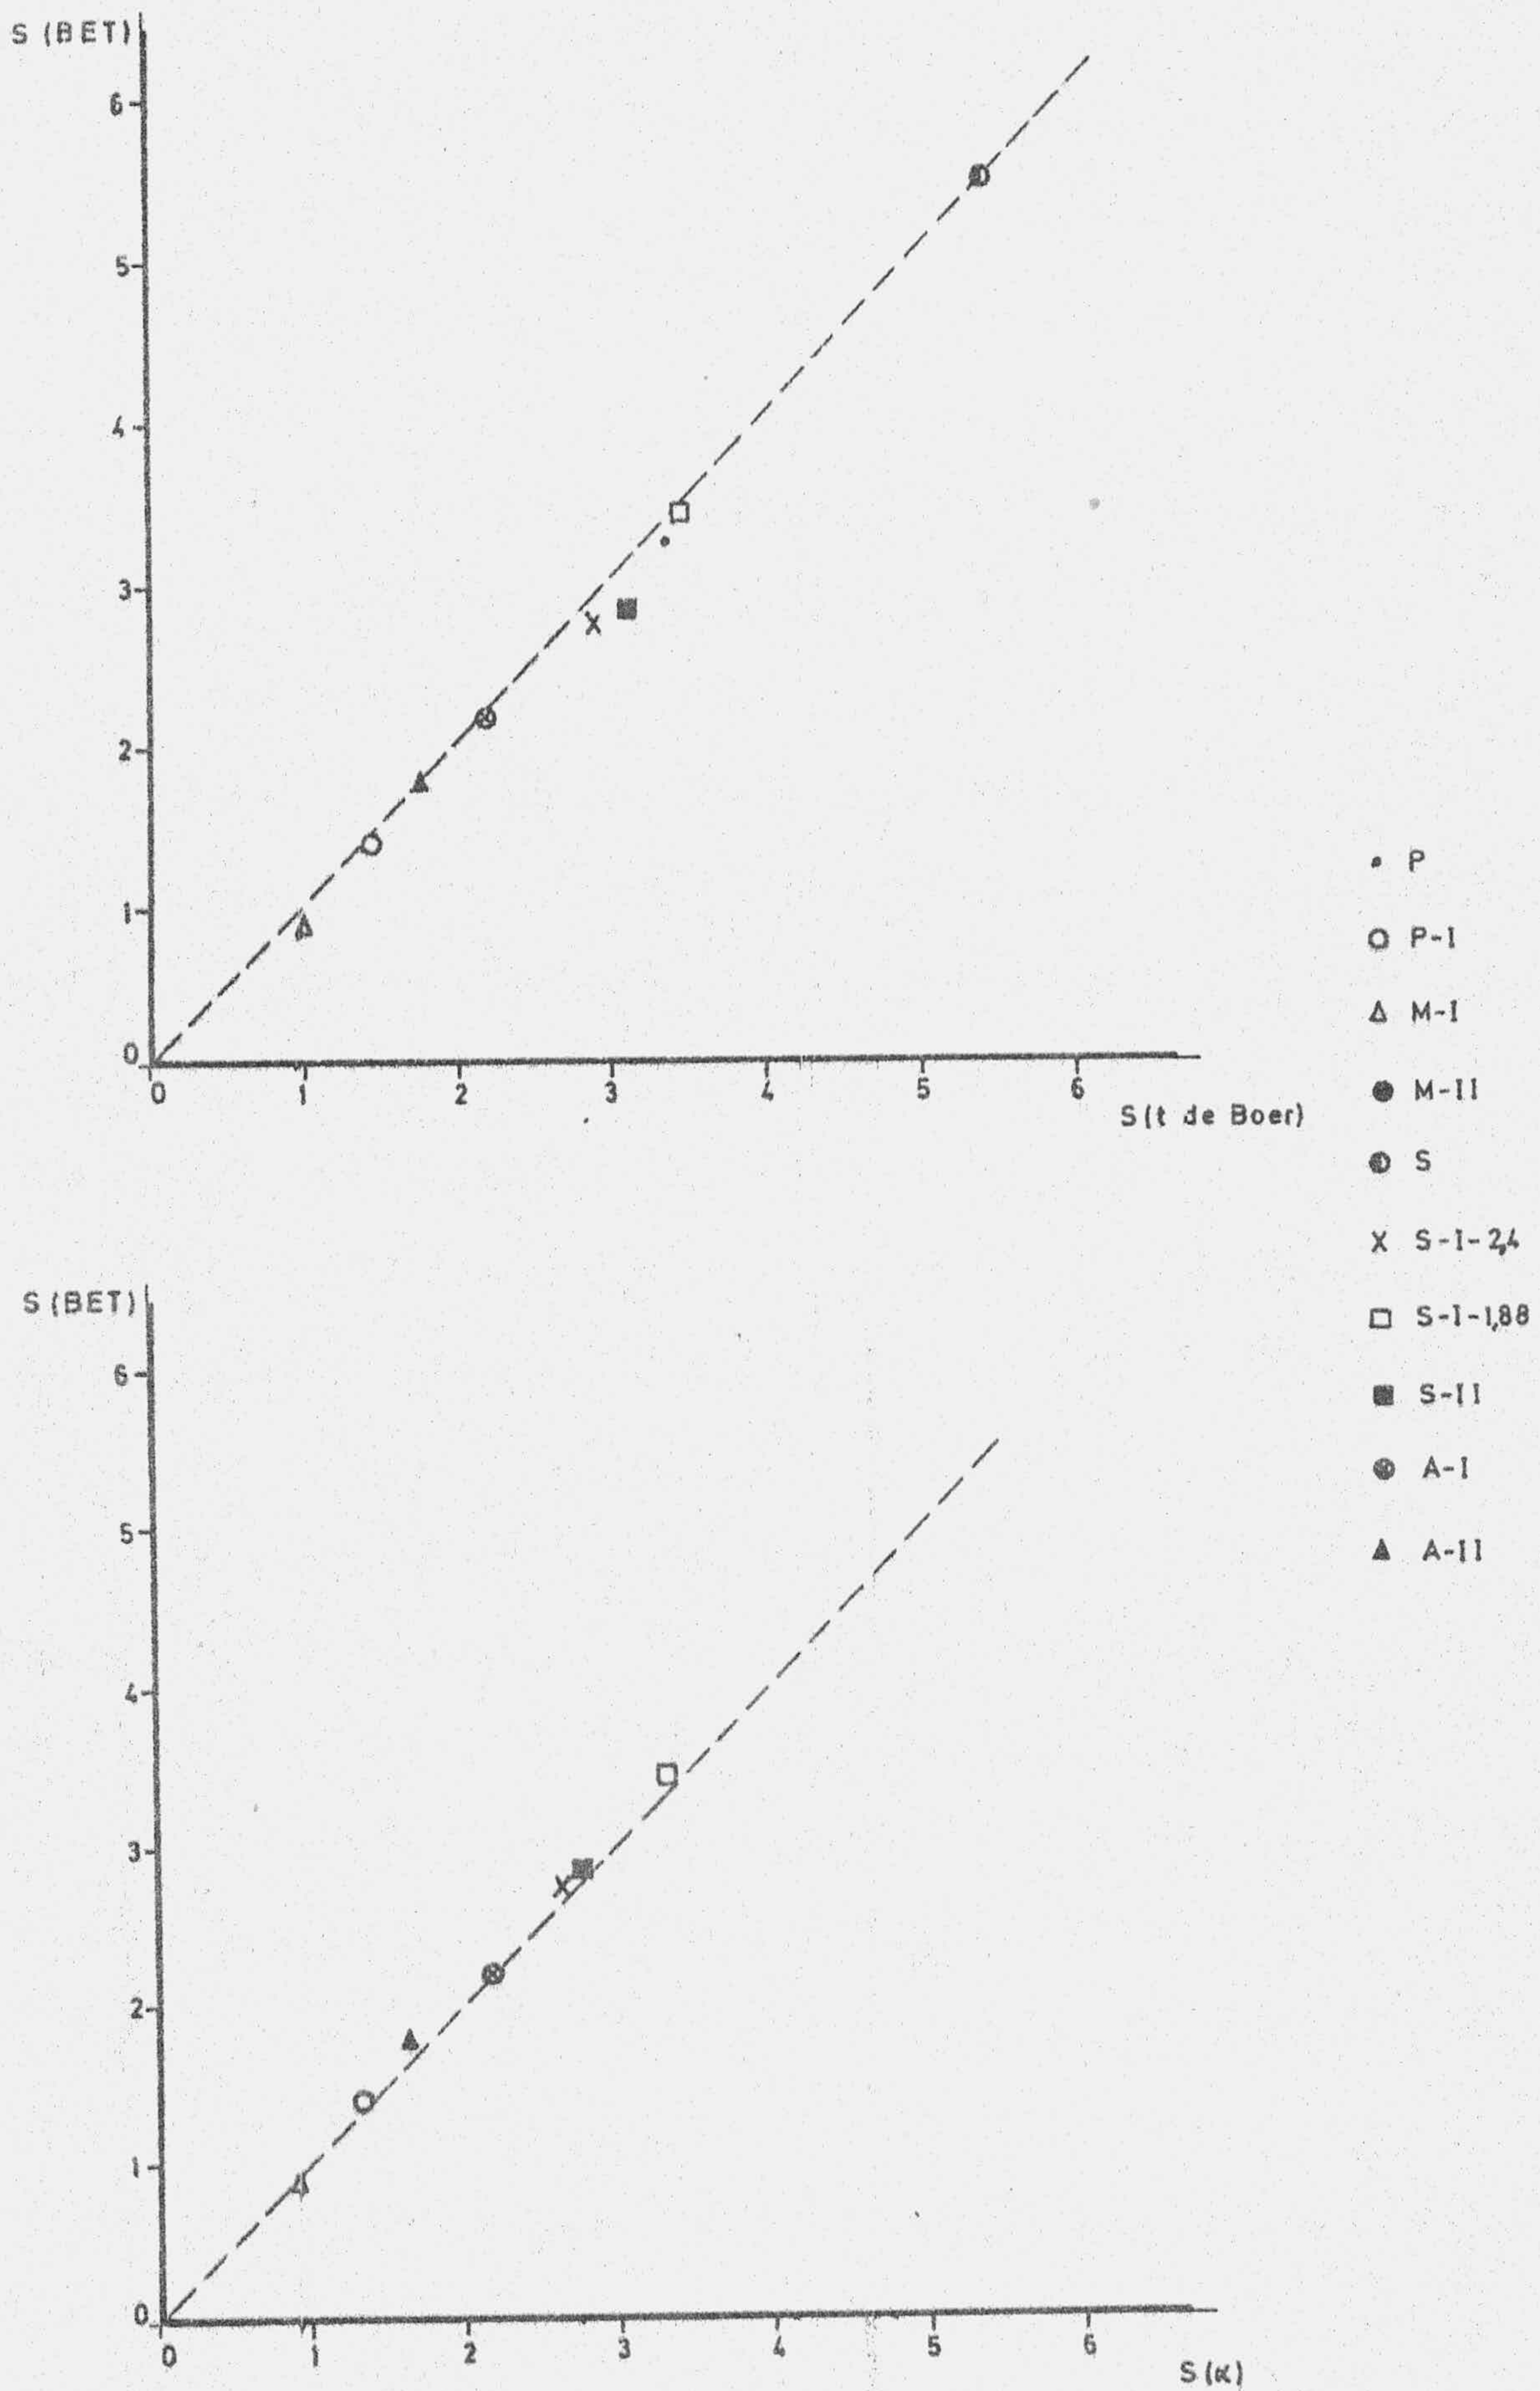 S (BET)
6
5
4
3
2
1
0
0 1 2 3 4 5 6
S(t de Boer)
P
P-I
M-I
M-II
S
S-I-2,4
S-I-1,88
S-II
A-I
A-II
S (BET)
6
5
4
3
2
1
0
0 1 2 3 4 5 6
S(α)